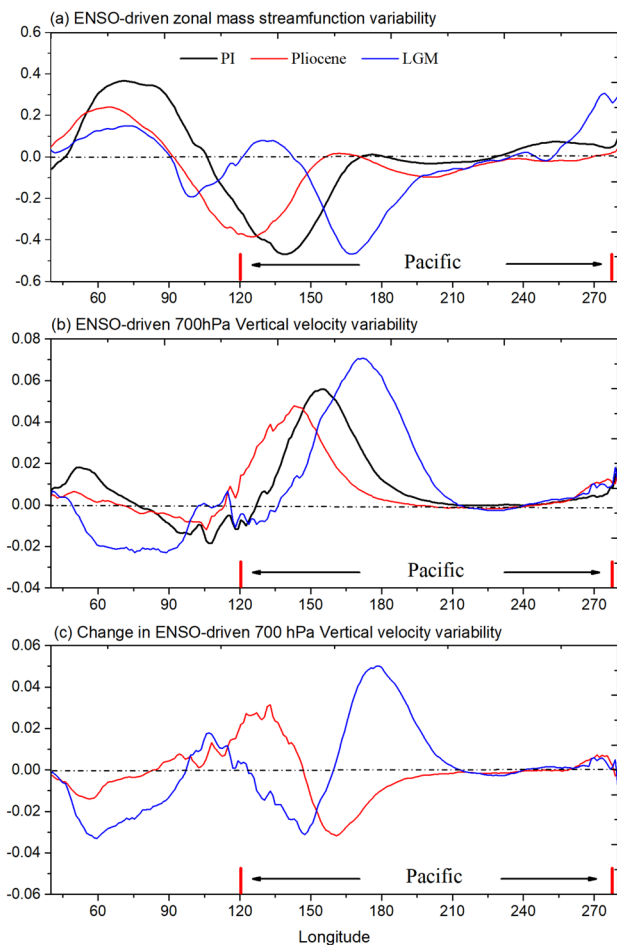 (a) ENSO-driven zonal mass streamfunction variability
0.6
PI Pliocene LGM
0.4
0.2
0.0
-0.2
-0.4
Pacific
-0.6
60 90 120 150 180 210 240 270
(b) ENSO-driven 700hPa Vertical velocity variability
0.08
0.06
0.04
0.02
0.00
-0.02
Pacific
-0.04
60 90 120 150 180 210 240 270
(c) Change in ENSO-driven 700 hPa Vertical velocity variability
0.06
0.04
0.02
0.00
-0.02
-0.04
Pacific
-0.06
60 90 120 150 180 210 240 270
Longitude